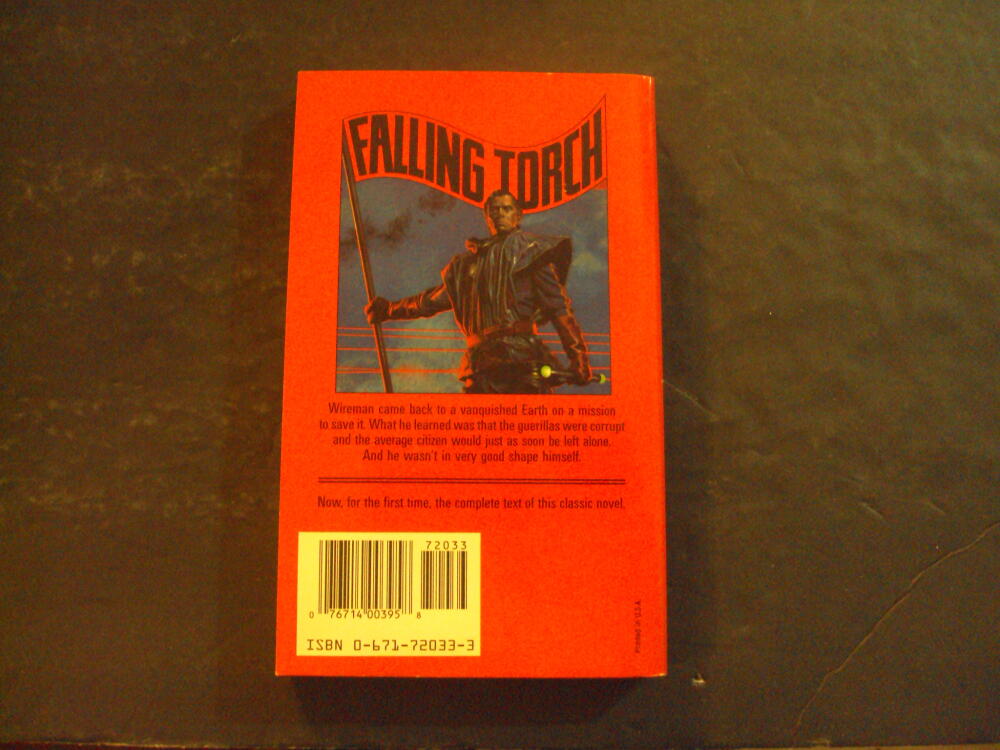 FALLING TORCH
Wireman came back to a vanquished Earth on a mission
to save it. What he learned was that the guerillas were corrupt
and the average citizen would just as soon be left alone.
And he wasn't in very good shape himself.
Now, for the first time, the complete text of this classic novel.
72033
0 76714 00395 8
ISBN 0-671-72033-3
Printed in U.S.A.